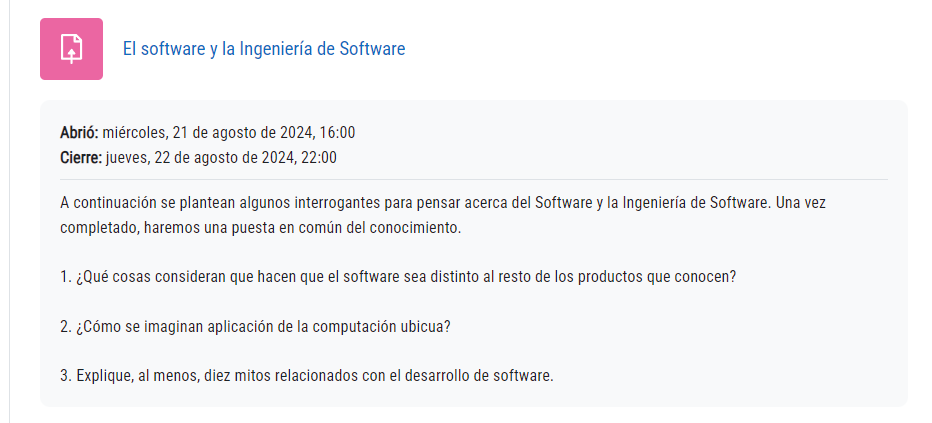 El software y la Ingeniería de Software
Abrió: miércoles, 21 de agosto de 2024, 16:00
Cierre: jueves, 22 de agosto de 2024, 22:00
A continuación se plantean algunos interrogantes para pensar acerca del Software y la Ingeniería de Software. Una vez
completado, haremos una puesta en común del conocimiento.
1. ¿Qué cosas consideran que hacen que el software sea distinto al resto de los productos que conocen?
2. ¿Cómo se imaginan aplicación de la computación ubicua?
3. Explique, al menos, diez mitos relacionados con el desarrollo de software.